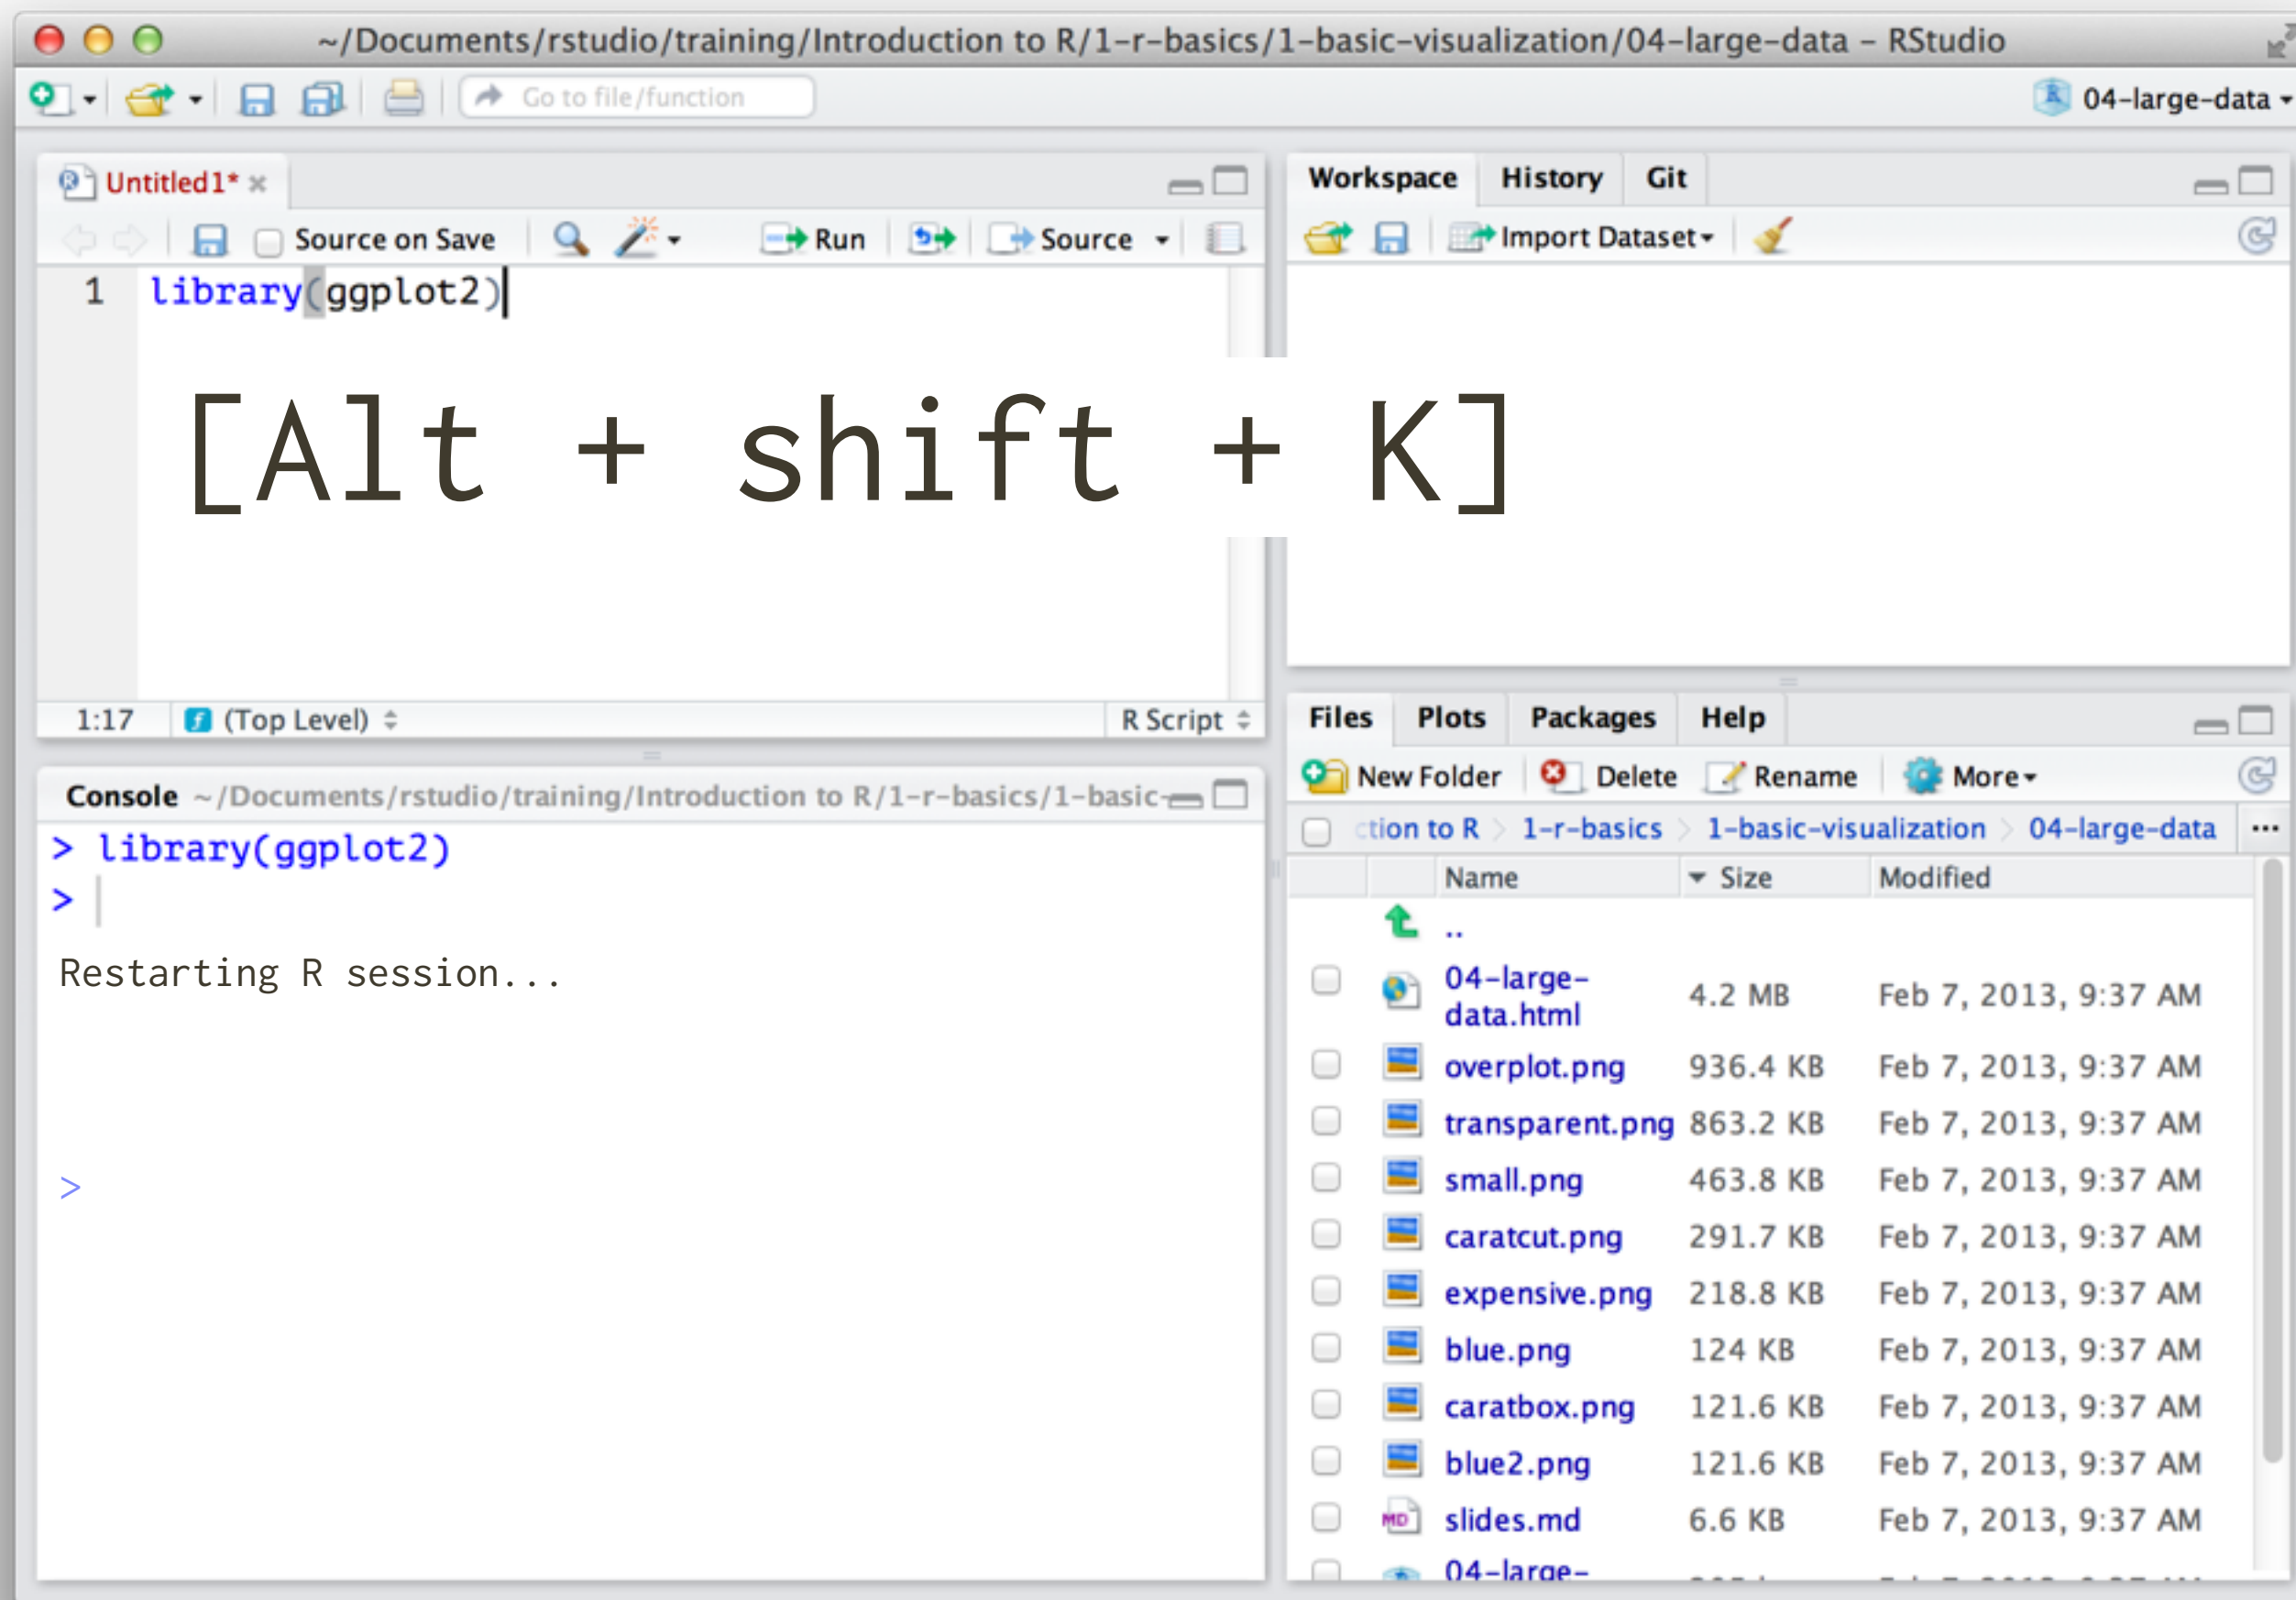 ~/Documents/rstudio/training/Introduction to R/1-r-basics/1-basic-visualization/04-large-data – RStudio
Go to file/function
04-large-data
Untitled1*
Source on Save
Run
Source
1 library(ggplot2)
[Alt + shift + K]
1:17 (Top Level)
R Script
Console ~/Documents/rstudio/training/Introduction to R/1-r-basics/1-basic-
> library(ggplot2)
>
Restarting R session...
>
Workspace History Git
Import Dataset
Files Plots Packages Help
New Folder Delete Rename More
ction to R 1-r-basics 1-basic-visualization 04-large-data ...
Name Size Modified
..
04-large-
data.html 4.2 MB Feb 7, 2013, 9:37 AM
overplot.png 936.4 KB Feb 7, 2013, 9:37 AM
transparent.png 863.2 KB Feb 7, 2013, 9:37 AM
small.png 463.8 KB Feb 7, 2013, 9:37 AM
caratcut.png 291.7 KB Feb 7, 2013, 9:37 AM
expensive.png 218.8 KB Feb 7, 2013, 9:37 AM
blue.png 124 KB Feb 7, 2013, 9:37 AM
caratbox.png 121.6 KB Feb 7, 2013, 9:37 AM
blue2.png 121.6 KB Feb 7, 2013, 9:37 AM
MD slides.md 6.6 KB Feb 7, 2013, 9:37 AM
04-large-